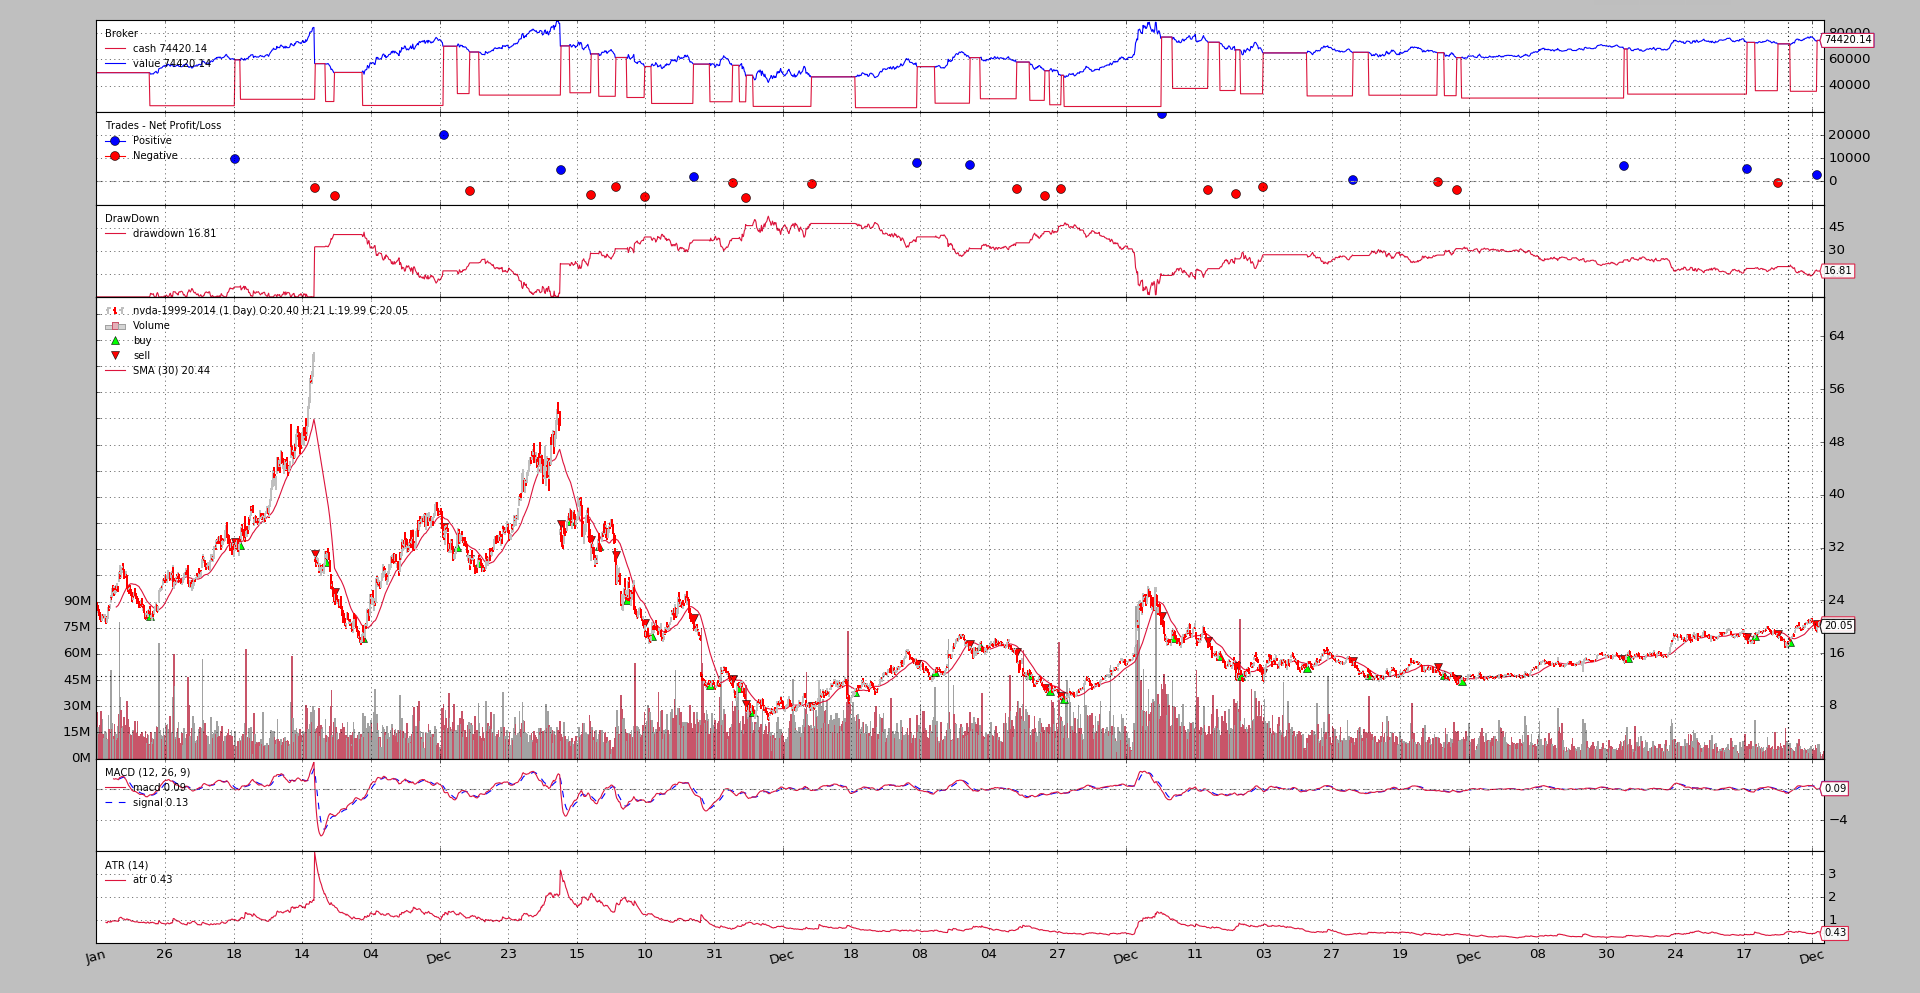 Broker
cash 74420.14
value 74420.14
80000
74420.14
60000
40000
Trades - Net Profit/Loss
Positive
Negative
20000
10000
0
DrawDown
drawdown 16.81
45
30
16.81
nvda-1999-2014 (1 Day) O:20.40 H:21 L:19.99 C:20.05
Volume
buy
sell
SMA (30) 20.44
64
56
48
40
32
24
20.05
16
8
90M
75M
60M
45M
30M
15M
0M
MACD (12, 26, 9)
macd 0.09
signal 0.13
0.09
−4
ATR (14)
atr 0.43
3
2
1
0.43
Jan 26 18 14 04 Dec 23 15 10 31 Dec 18 08 04 27 Dec 11 03 27 19 Dec 08 30 24 17 Dec